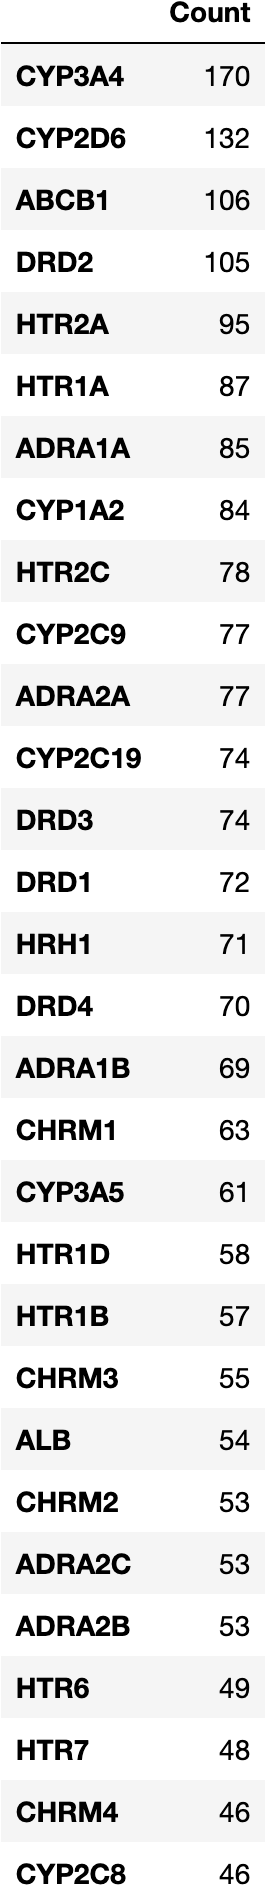 Count
CYP3A4 170
CYP2D6 132
ABCB1 106
DRD2 105
HTR2A 95
HTR1A 87
ADRA1A 85
CYP1A2 84
HTR2C 78
CYP2C9 77
ADRA2A 77
CYP2C19 74
DRD3 74
DRD1 72
HRH1 71
DRD4 70
ADRA1B 69
CHRM1 63
CYP3A5 61
HTR1D 58
HTR1B 57
CHRM3 55
ALB 54
CHRM2 53
ADRA2C 53
ADRA2B 53
HTR6 49
HTR7 48
CHRM4 46
CYP2C8 46